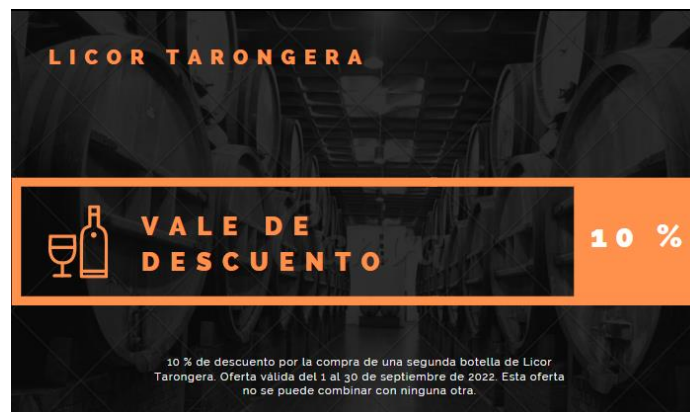 LICOR TARONGERA
VALE DE
DESCUENTO
10 %
10 % de descuento por la compra de una segunda botella de Licor
Tarongera. Oferta válida del 1 al 30 de septiembre de 2022. Esta oferta
no se puede combinar con ninguna otra.